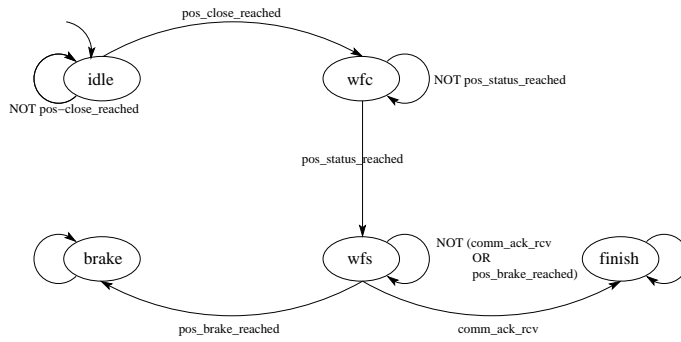 pos_close_reached
idle
wfc
NOT pos_status_reached
NOT pos−close_reached
pos_status_reached
brake
wfs
NOT (comm_ack_rcv
OR
pos_brake_reached)
finish
pos_brake_reached
comm_ack_rcv